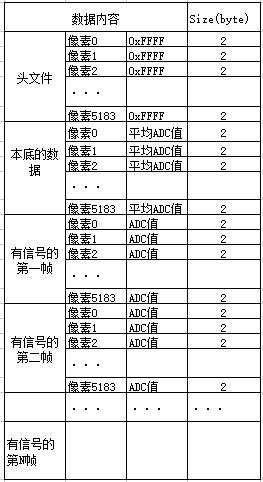 数据内容 Size(byte)
头文件
像素0 0xFFFF 2
像素1 0xFFFF 2
像素2 0xFFFF 2
· · ·
像素5183 0xFFFF 2
本底的数据
像素0 平均ADC值 2
像素1 平均ADC值 2
像素2 平均ADC值 2
· · ·
像素5183 平均ADC值 2
有信号的第一帧
像素0 ADC值 2
像素1 ADC值 2
像素2 ADC值 2
· · ·
像素5183 ADC值 2
有信号的第二帧
像素0 ADC值 2
像素1 ADC值 2
像素2 ADC值 2
· · ·
像素5183 ADC值 2
· · · · · · · · ·
有信号的第N帧